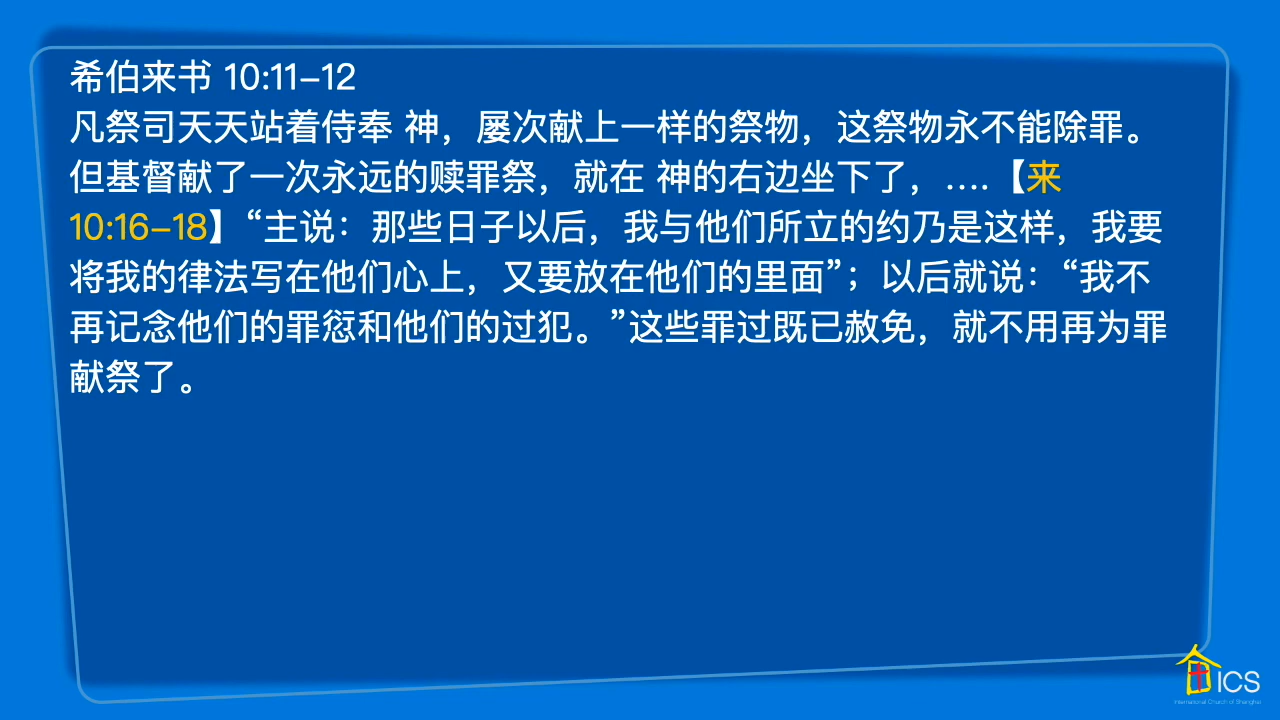 希伯来书 10:11–12
凡祭司天天站着侍奉 神，屡次献上一样的祭物，这祭物永不能除罪。
但基督献了一次永远的赎罪祭，就在 神的右边坐下了，....【来
10:16–18】“主说：那些日子以后，我与他们所立的约乃是这样，我要
将我的律法写在他们心上，又要放在他们的里面”；以后就说：“我不
再记念他们的罪愆和他们的过犯。”这些罪过既已赦免，就不用再为罪
献祭了。
ICS
International Church of Shanghai